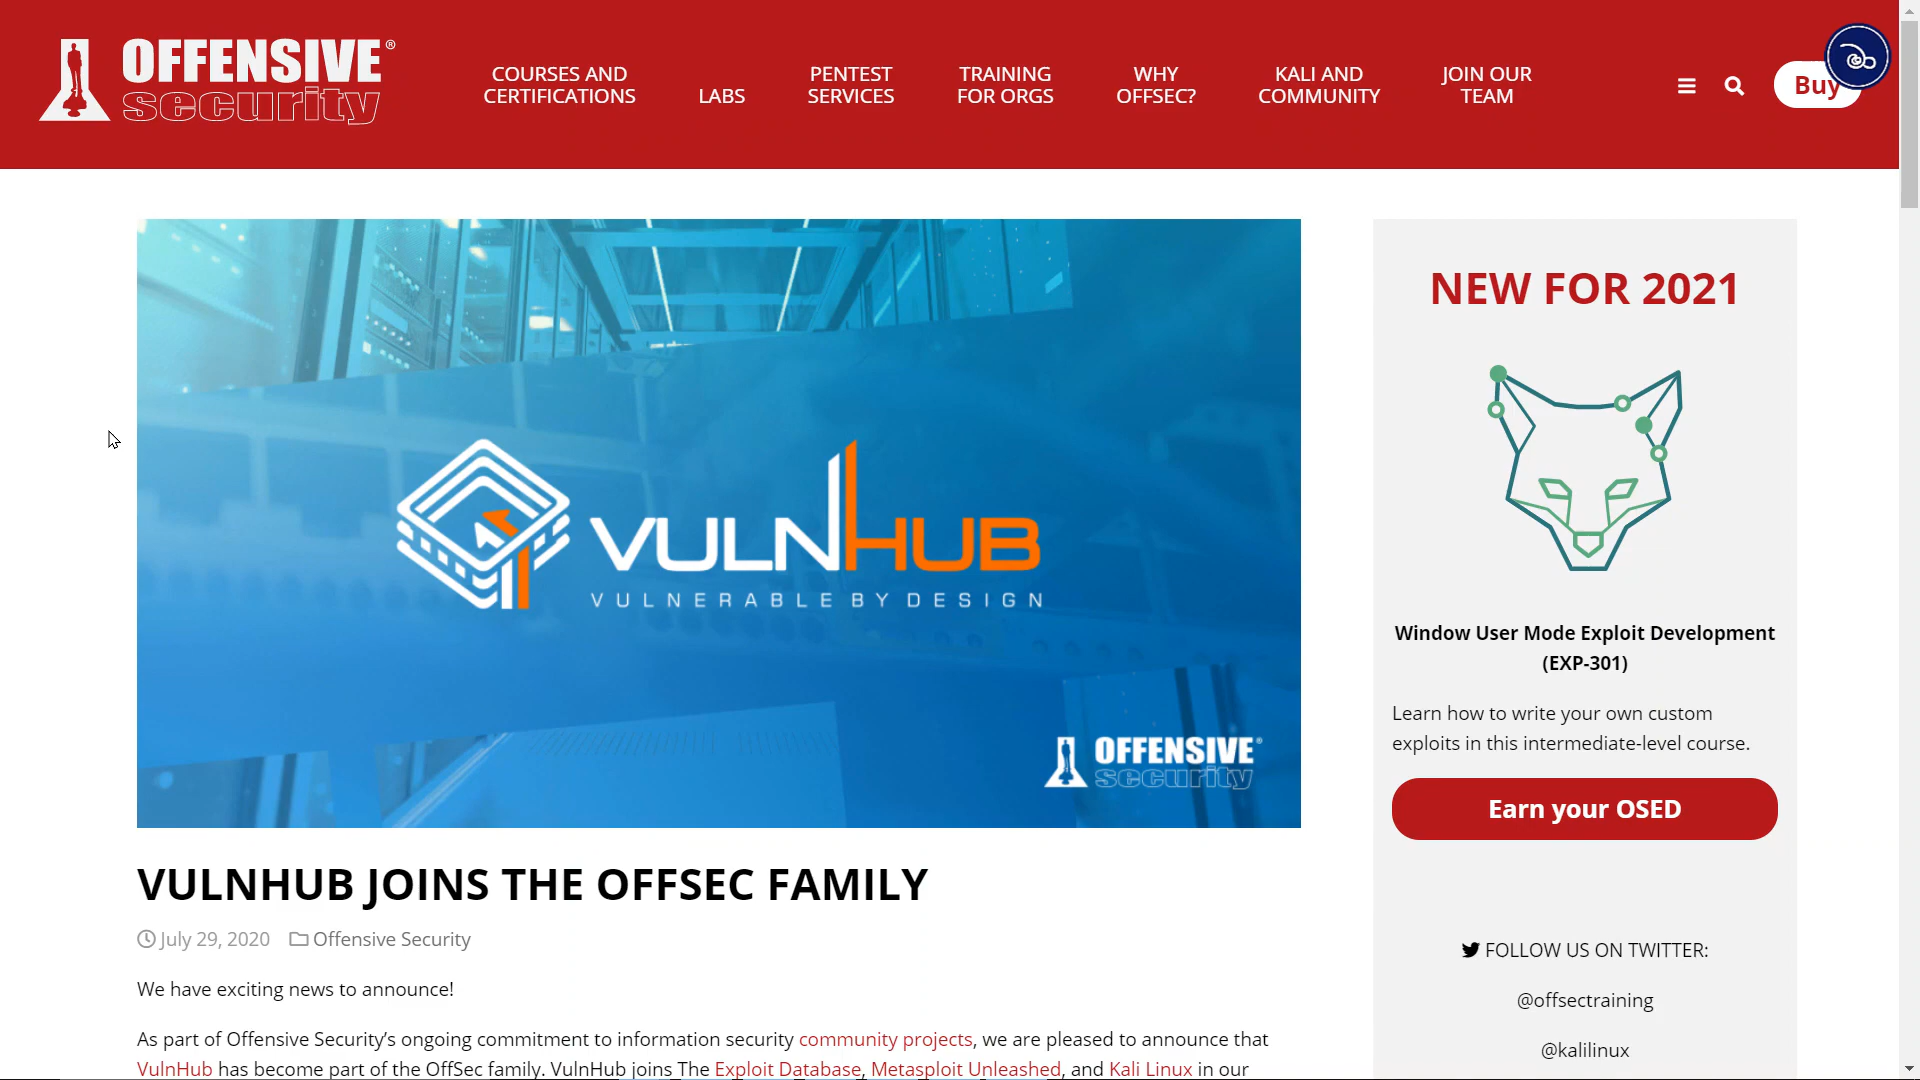 OFFENSIVE®
security
COURSES AND
CERTIFICATIONS
LABS
PENTEST
SERVICES
TRAINING
FOR ORGS
WHY
OFFSEC?
KALI AND
COMMUNITY
JOIN OUR
TEAM
Buy
VULNHUB
VULNERABLE BY DESIGN
OFFENSIVE®
security
VULNHUB JOINS THE OFFSEC FAMILY
July 29, 2020 Offensive Security
We have exciting news to announce!
As part of Offensive Security’s ongoing commitment to information security community projects, we are pleased to announce that
VulnHub has become part of the OffSec family. VulnHub joins The Exploit Database, Metasploit Unleashed, and Kali Linux in our
NEW FOR 2021
Window User Mode Exploit Development
(EXP-301)
Learn how to write your own custom
exploits in this intermediate-level course.
Earn your OSED
FOLLOW US ON TWITTER:
@offsectraining
@kalilinux